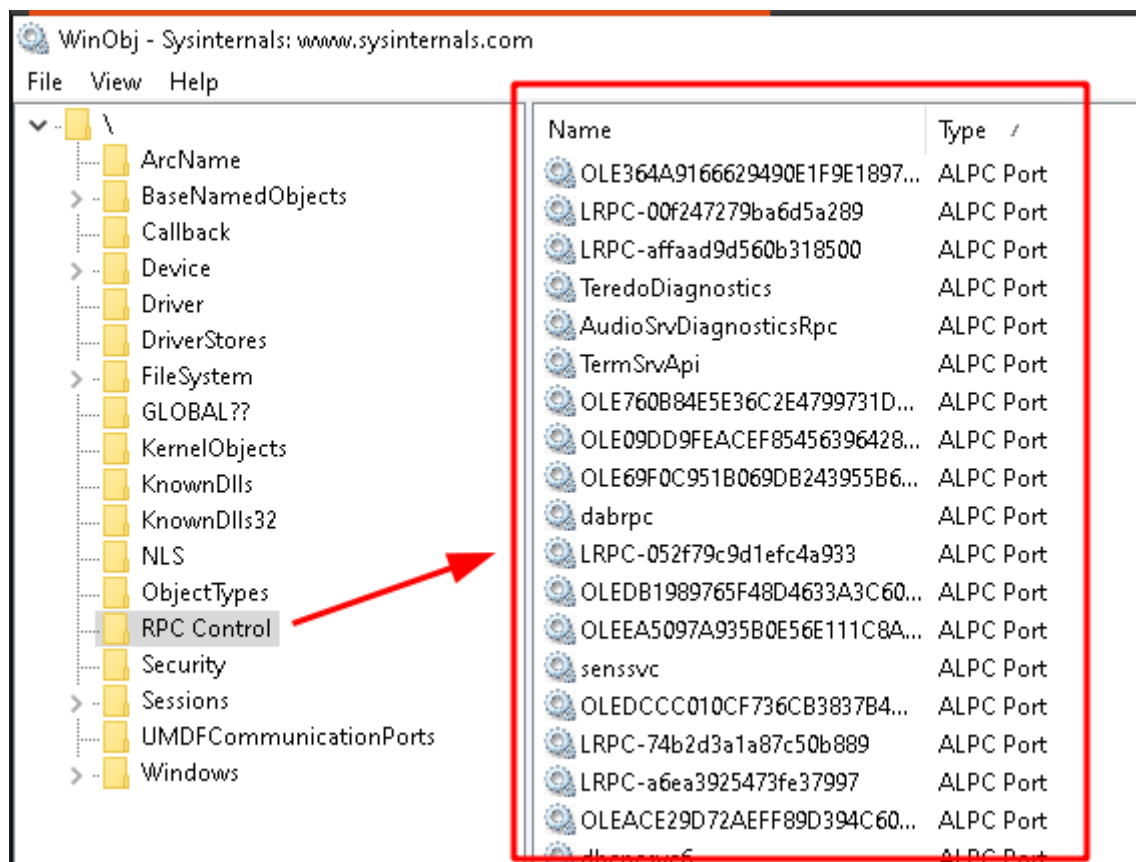 WinObj - Sysinternals: www.sysinternals.com
File View Help
\
ArcName
BaseNamedObjects
Callback
Device
Driver
DriverStores
FileSystem
GLOBAL??
KernelObjects
KnownDlls
KnownDlls32
NLS
ObjectTypes
RPC Control
Security
Sessions
UMDFCommunicationPorts
Windows
Name Type
OLE364A9166629490E1F9E1897... ALPC Port
LRPC-00f247279ba6d5a289 ALPC Port
LRPC-affaad9d560b318500 ALPC Port
TeredoDiagnostics ALPC Port
AudioSrvDiagnosticsRpc ALPC Port
TermSrvApi ALPC Port
OLE760B84E5E36C2E4799731D... ALPC Port
OLE09DD9FEACEF85456396428... ALPC Port
OLE69F0C951B069DB243955B6... ALPC Port
dabrpc ALPC Port
LRPC-052f79c9d1efc4a933 ALPC Port
OLEDB1989765F48D4633A3C60... ALPC Port
OLEEA5097A935B0E56E111C8A... ALPC Port
senssvc ALPC Port
OLEDCCC010CF736CB3837B4... ALPC Port
LRPC-74b2d3a1a87c50b889 ALPC Port
LRPC-a6ea3925473fe37997 ALPC Port
OLEACE29D72AEFF89D394C60... ALPC Port
ALPC Port